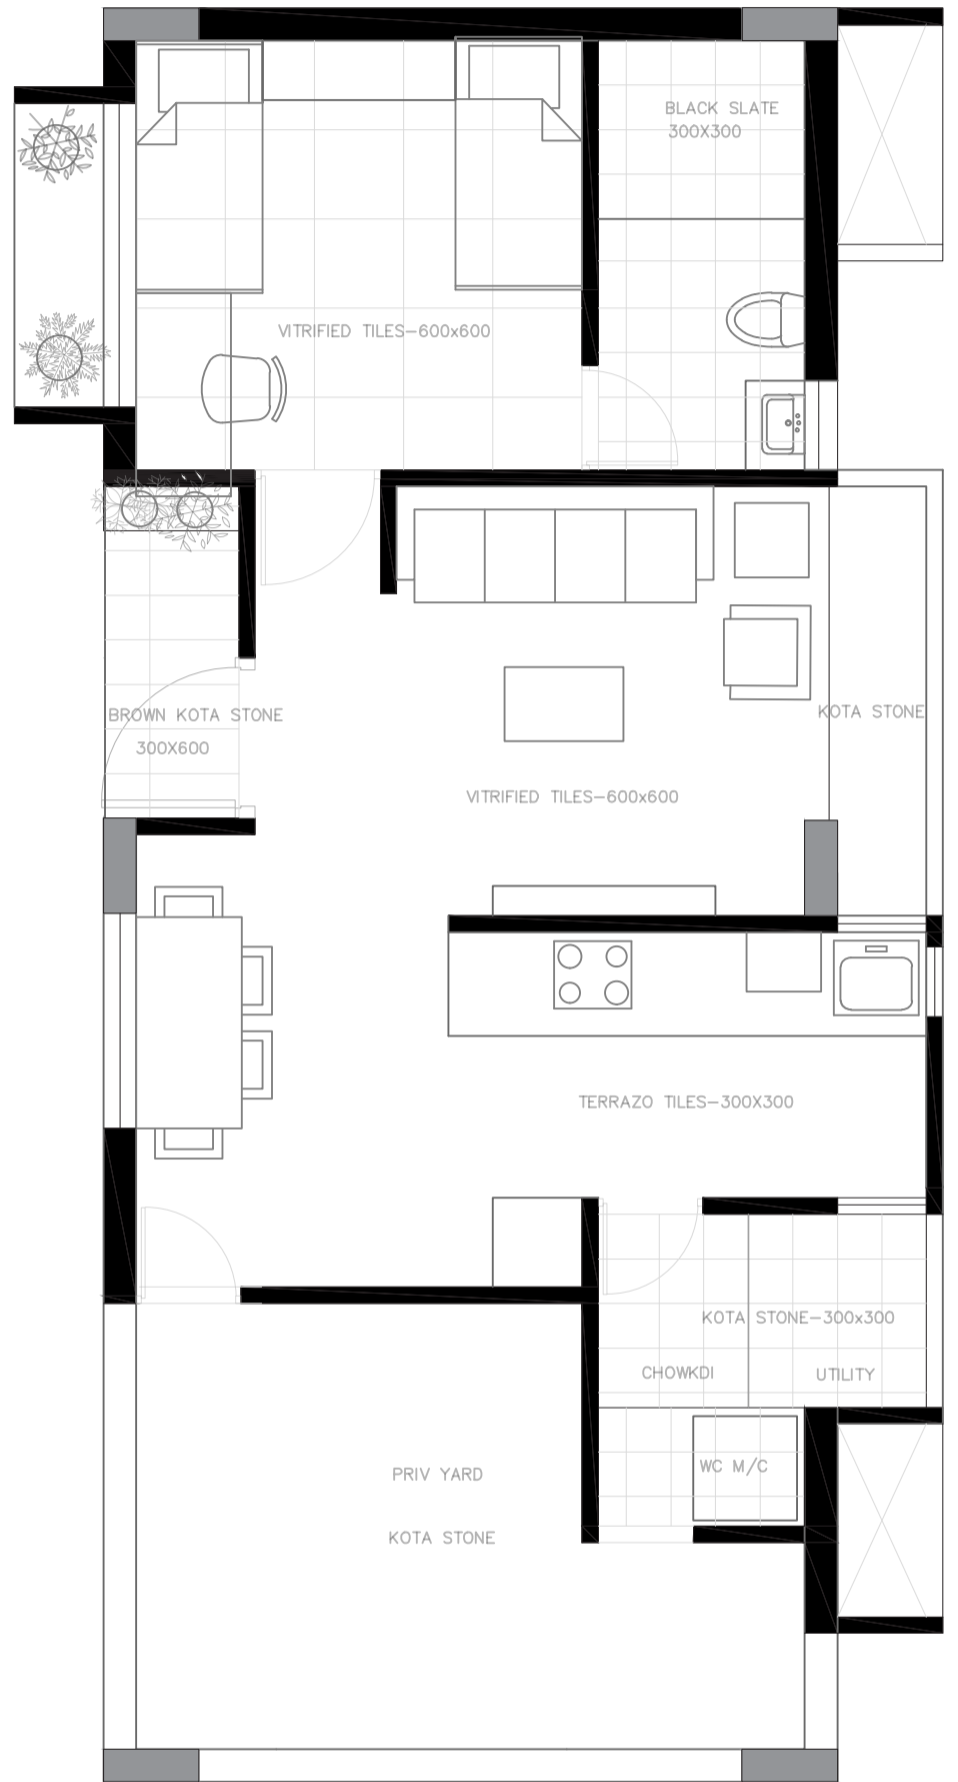 BLACK SLATE
300X300
VITRIFIED TILES-600x600
BROWN KOTA STONE
300X600
KOTA STONE
VITRIFIED TILES-600x600
TERRAZO TILES-300X300
KOTA STONE-300x300
CHOWKDI
UTILITY
WC M/C
PRIV YARD
KOTA STONE